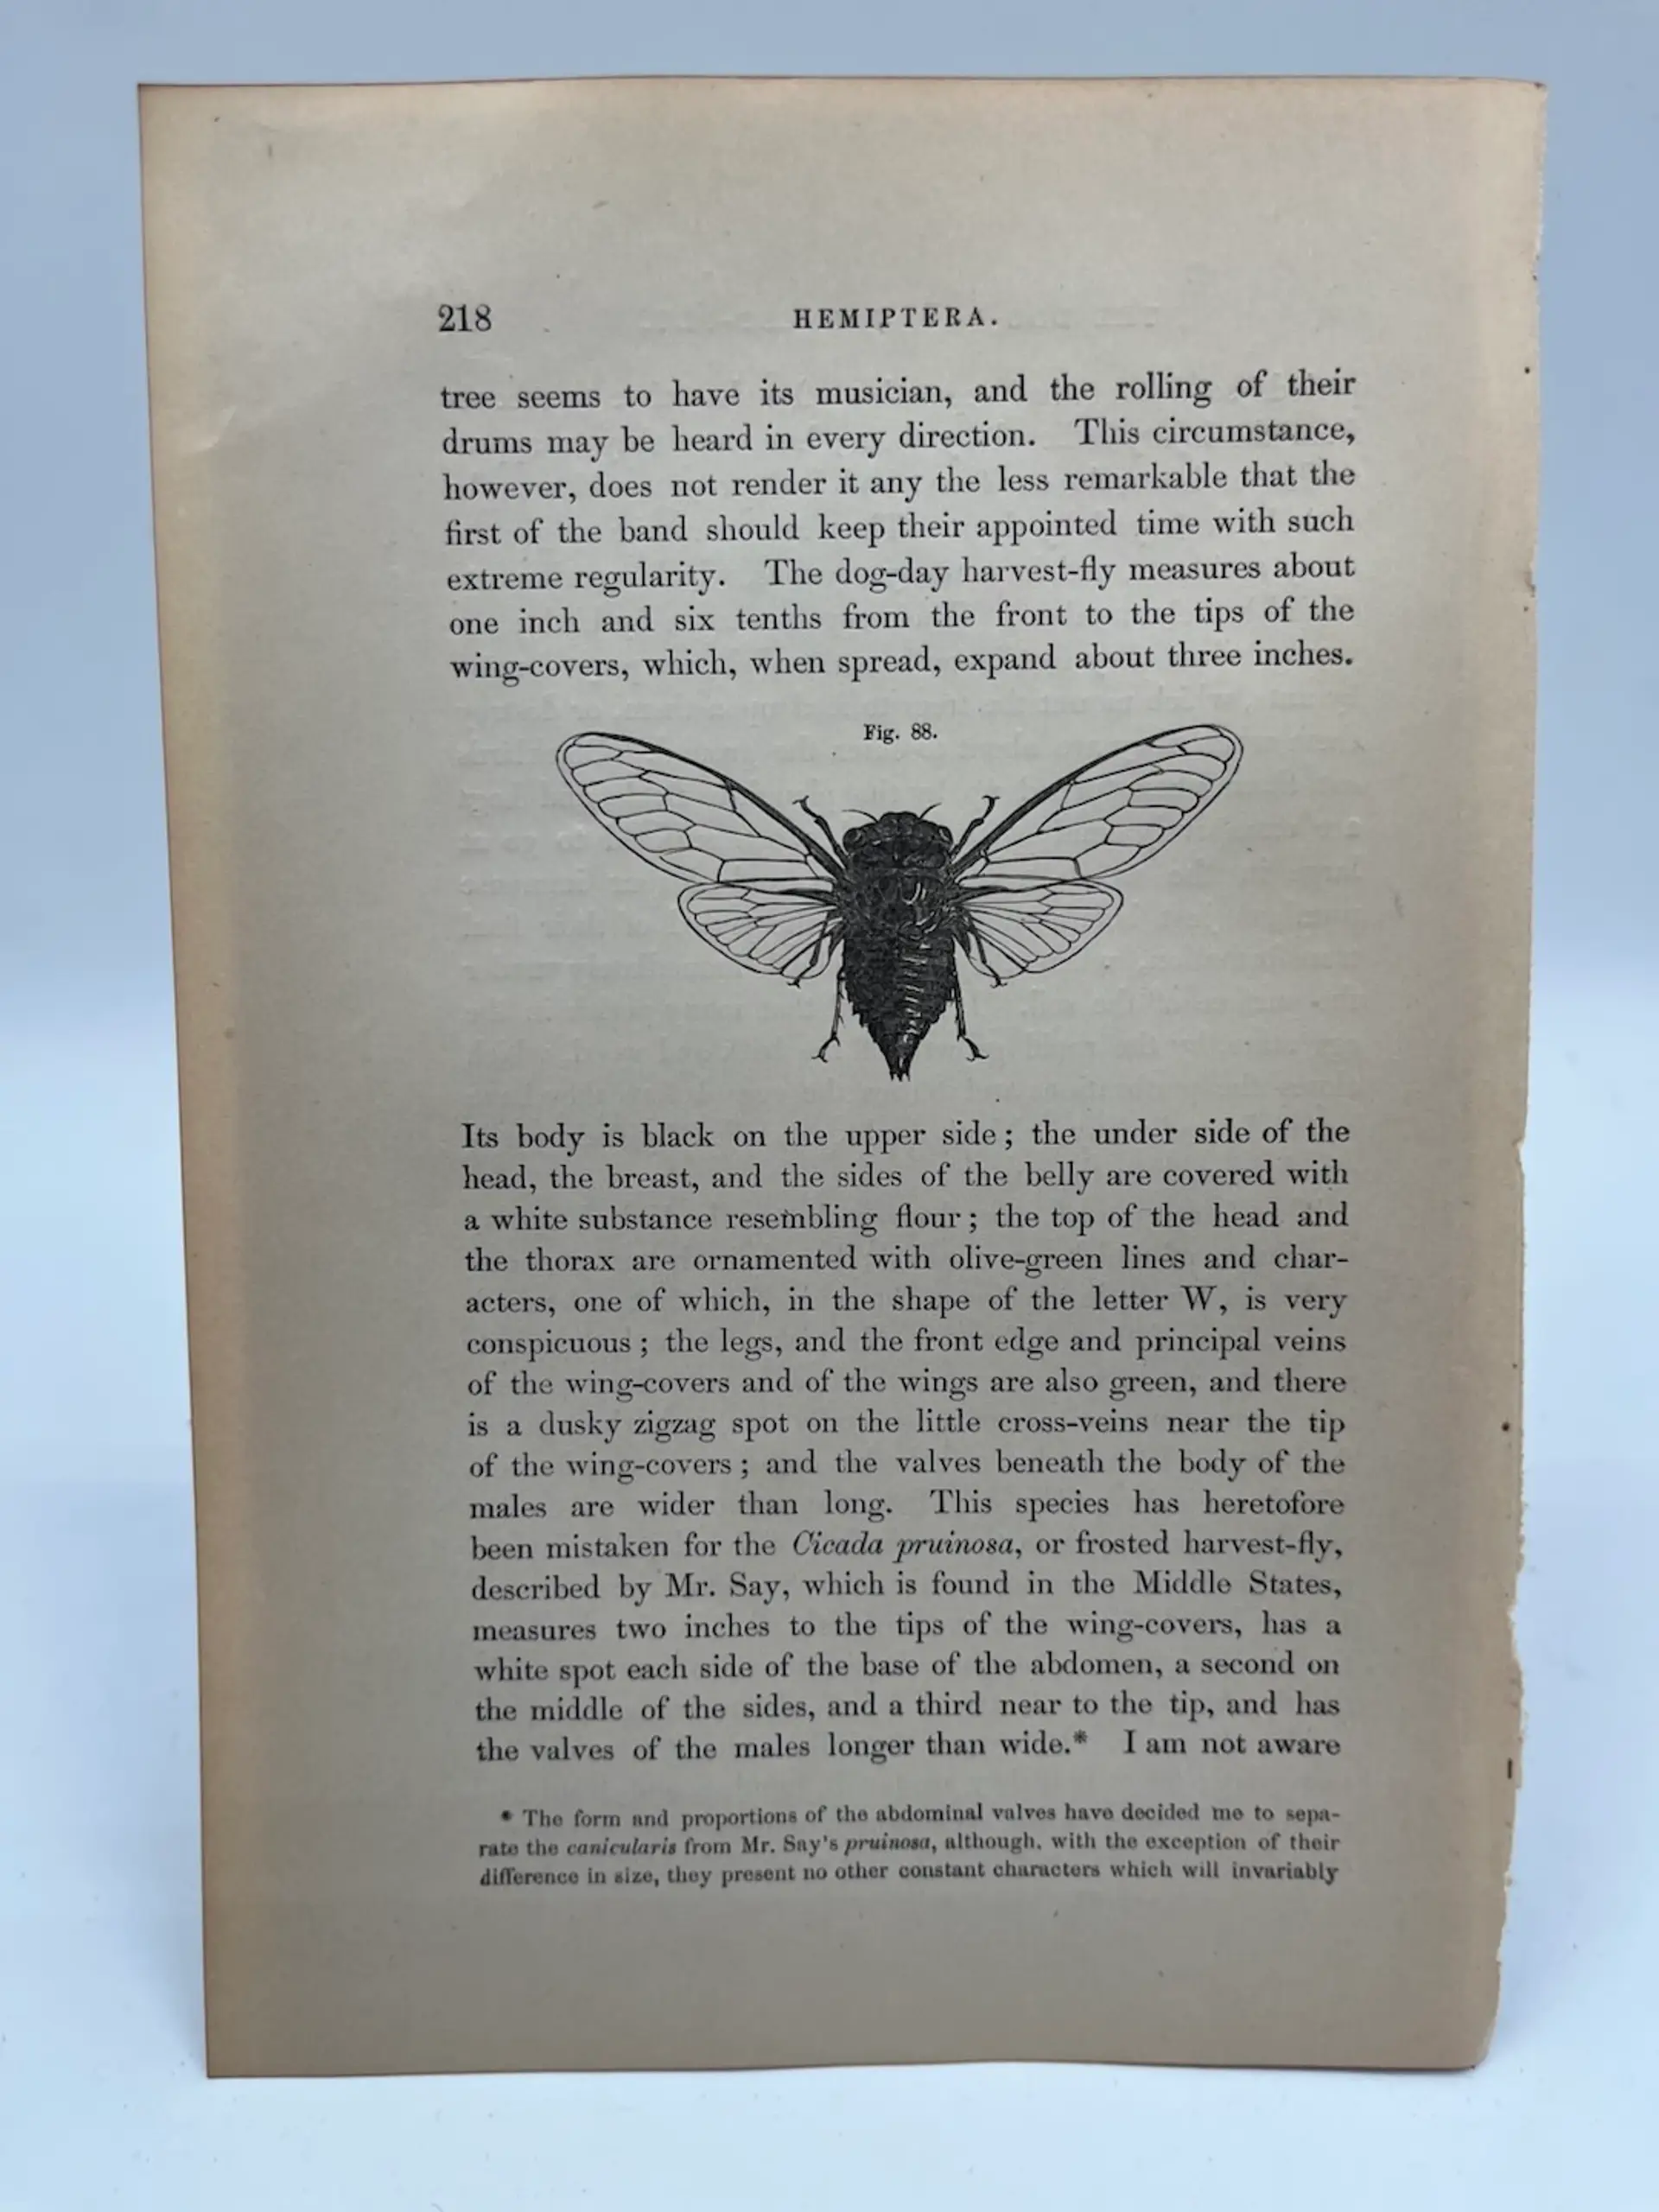 218 HEMIPTERA.
tree seems to have its musician, and the rolling of their
drums may be heard in every direction. This circumstance,
however, does not render it any the less remarkable that the
first of the band should keep their appointed time with such
extreme regularity. The dog-day harvest-fly measures about
one inch and six tenths from the front to the tips of the
wing-covers, which, when spread, expand about three inches.
Fig. 88.
Its body is black on the upper side; the under side of the
head, the breast, and the sides of the belly are covered with
a white substance resembling flour; the top of the head and
the thorax are ornamented with olive-green lines and char-
acters, one of which, in the shape of the letter W, is very
conspicuous; the legs, and the front edge and principal veins
of the wing-covers and of the wings are also green, and there
is a dusky zigzag spot on the little cross-veins near the tip
of the wing-covers; and the valves beneath the body of the
males are wider than long. This species has heretofore
been mistaken for the Cicada pruinosa, or frosted harvest-fly,
described by Mr. Say, which is found in the Middle States,
measures two inches to the tips of the wing-covers, has a
white spot each side of the base of the abdomen, a second on
the middle of the sides, and a third near to the tip, and has
the valves of the males longer than wide.* I am not aware
* The form and proportions of the abdominal valves have decided me to sepa-
rate the canicularis from Mr. Say's pruinosa, although, with the exception of their
difference in size, they present no other constant characters which will invariably